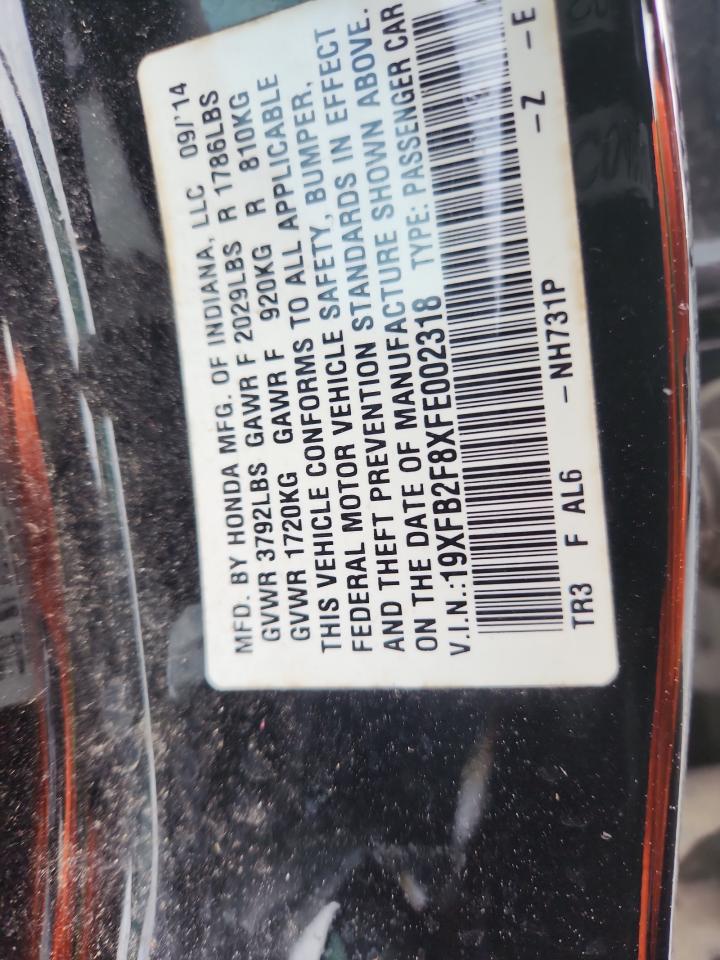 MFD. BY HONDA MFG. OF INDIANA, LLC 09/'14
GVWR 3792LBS GAWR F 2029LBS R 1786LBS
GVWR 1720KG GAWR F 920KG R 810KG
THIS VEHICLE CONFORMS TO ALL APPLICABLE
FEDERAL MOTOR VEHICLE SAFETY, BUMPER,
AND THEFT PREVENTION STANDARDS IN EFFECT
ON THE DATE OF MANUFACTURE SHOWN ABOVE.
V.I.N.:19XFB2F8XFE002318 TYPE: PASSENGER CAR
TR3 F AL6 - NH731P - Z - E